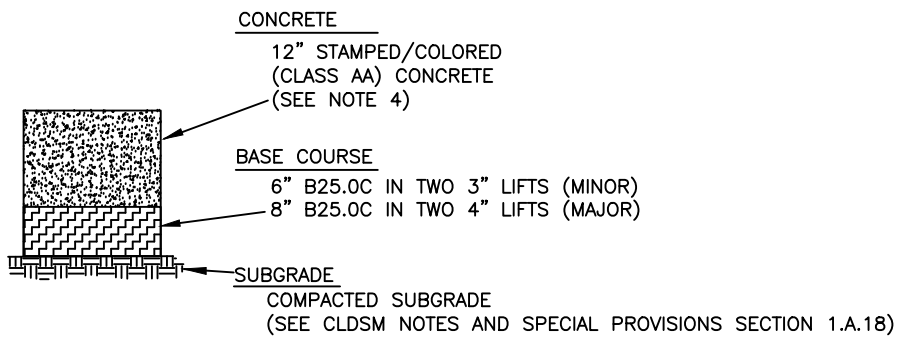 CONCRETE
12" STAMPED/COLORED
(CLASS AA) CONCRETE
(SEE NOTE 4)
BASE COURSE
6" B25.0C IN TWO 3" LIFTS (MINOR)
8" B25.0C IN TWO 4" LIFTS (MAJOR)
SUBGRADE
COMPACTED SUBGRADE
(SEE CLDSM NOTES AND SPECIAL PROVISIONS SECTION 1.A.18)